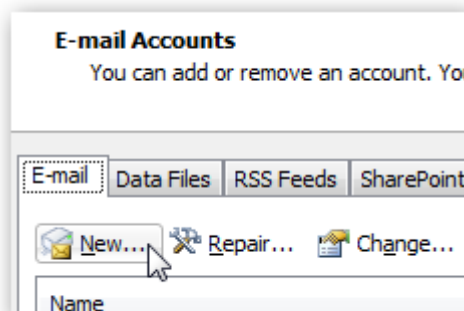 E-mail Accounts
You can add or remove an account. You
E-mail Data Files RSS Feeds SharePoint
New... Repair... Change...
Name